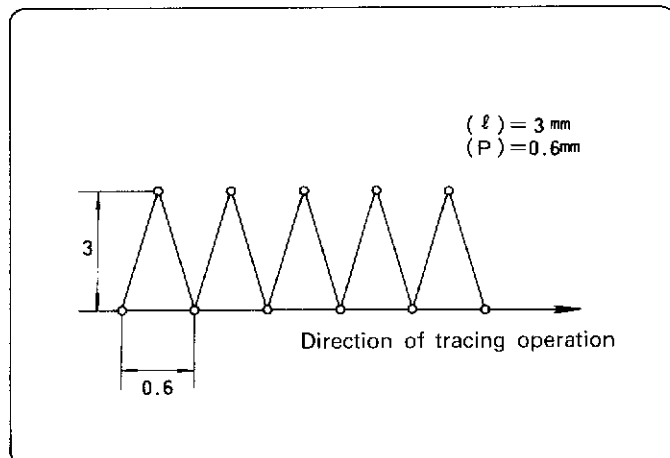 (ℓ)= 3 mm
(P)=0.6mm
3
Direction of tracing operation
0.6